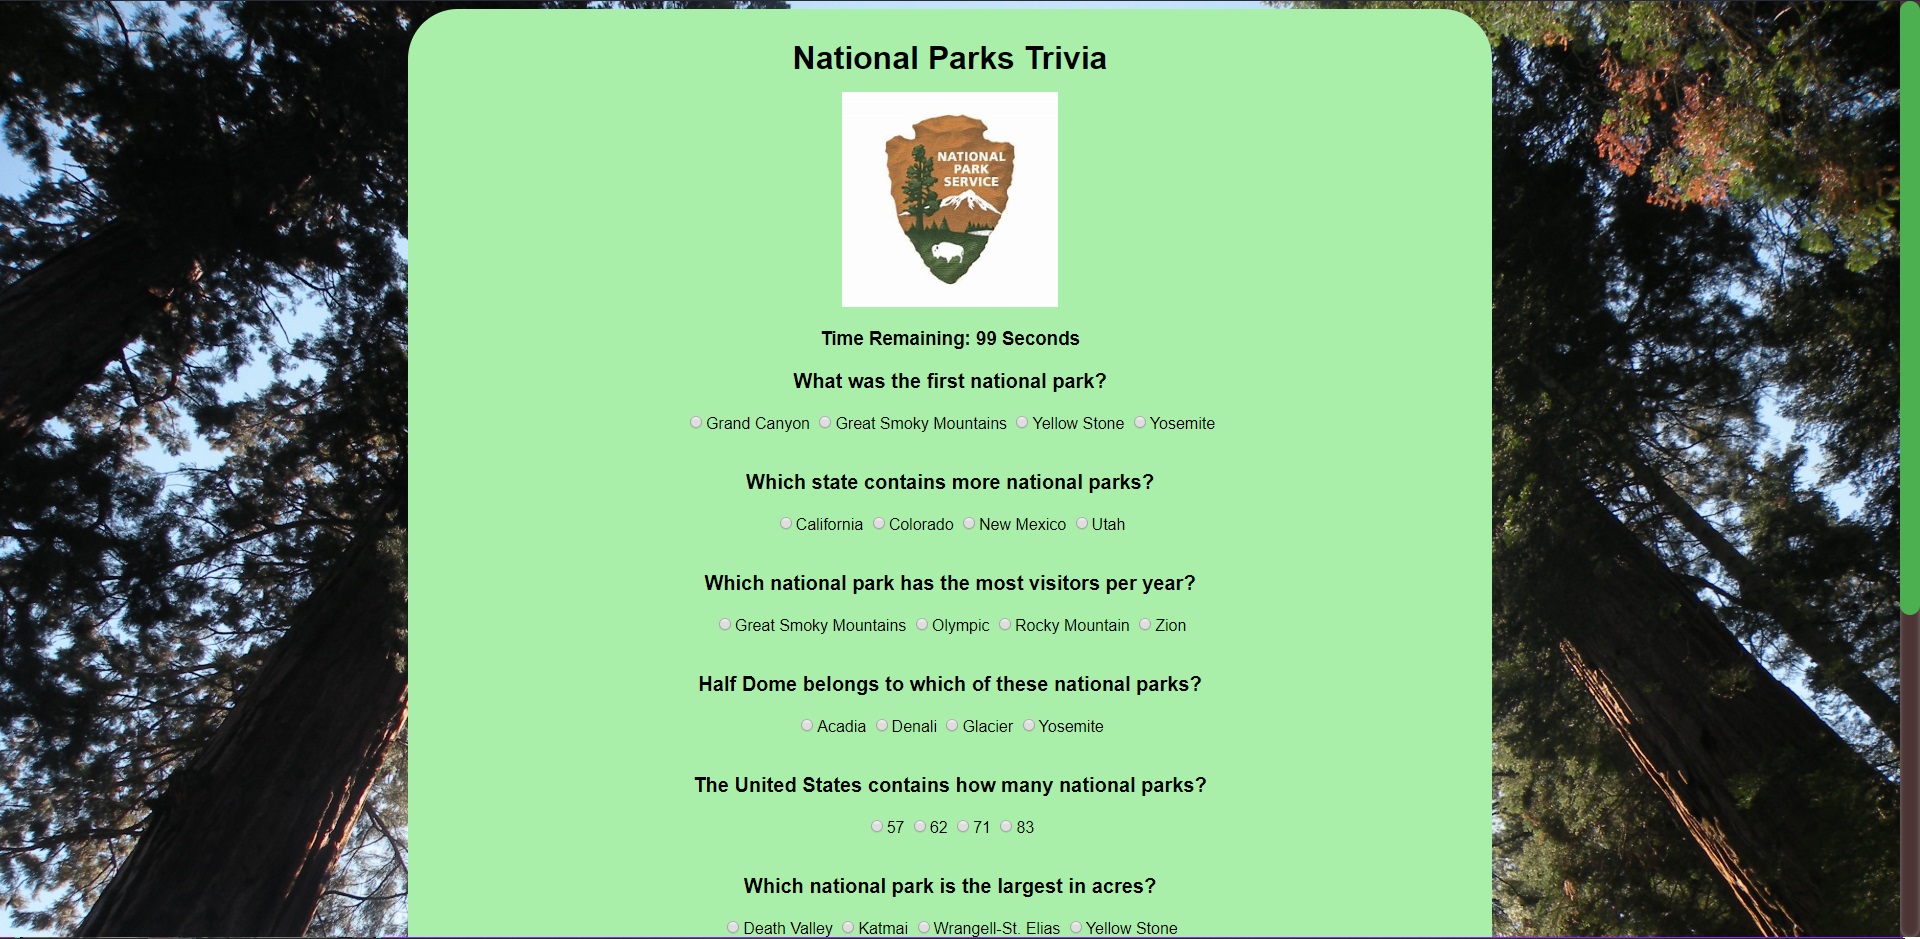 National Parks Trivia
NATIONAL
PARK
SERVICE
Time Remaining: 99 Seconds
What was the first national park?
Grand Canyon Great Smoky Mountains Yellow Stone Yosemite
Which state contains more national parks?
California Colorado New Mexico Utah
Which national park has the most visitors per year?
Great Smoky Mountains Olympic Rocky Mountain Zion
Half Dome belongs to which of these national parks?
Acadia Denali Glacier Yosemite
The United States contains how many national parks?
57 62 71 83
Which national park is the largest in acres?
Death Valley Katmai Wrangell-St. Elias Yellow Stone